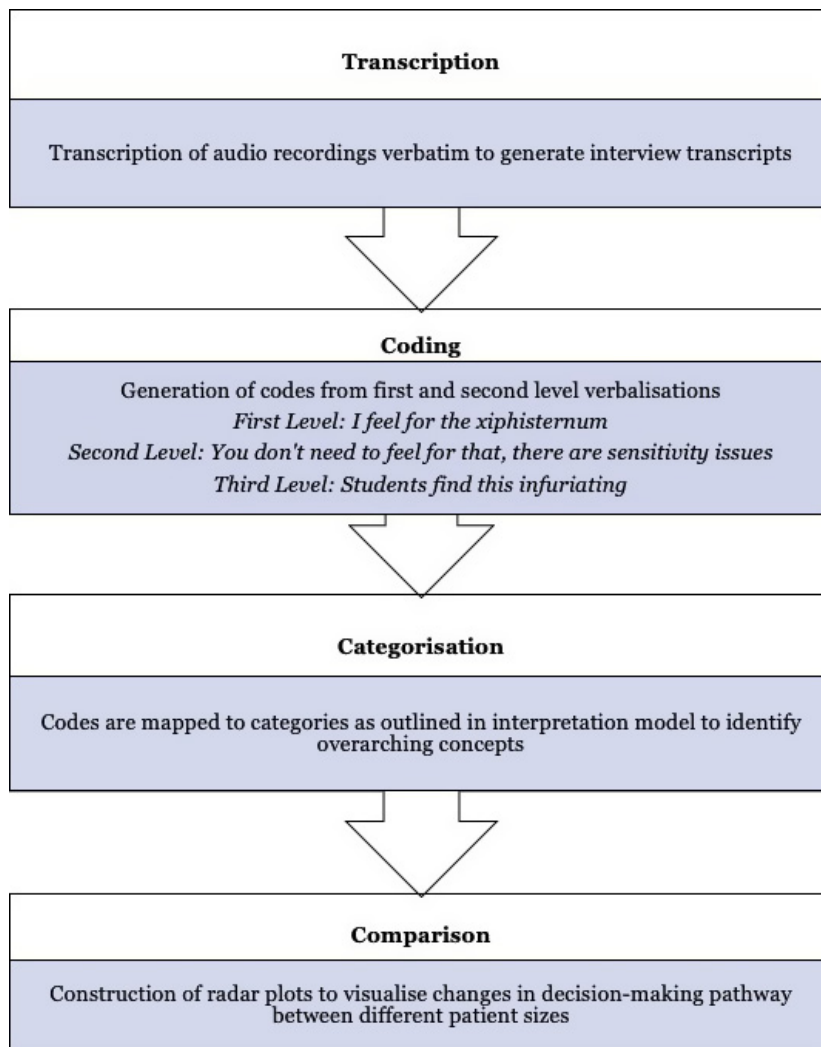 Transcription
Transcription of audio recordings verbatim to generate interview transcripts
Coding
Generation of codes from first and second level verbalisations
First Level: I feel for the xiphisternum
Second Level: You don't need to feel for that, there are sensitivity issues
Third Level: Students find this infuriating
Categorisation
Codes are mapped to categories as outlined in interpretation model to identify
overarching concepts
Comparison
Construction of radar plots to visualise changes in decision-making pathway
between different patient sizes